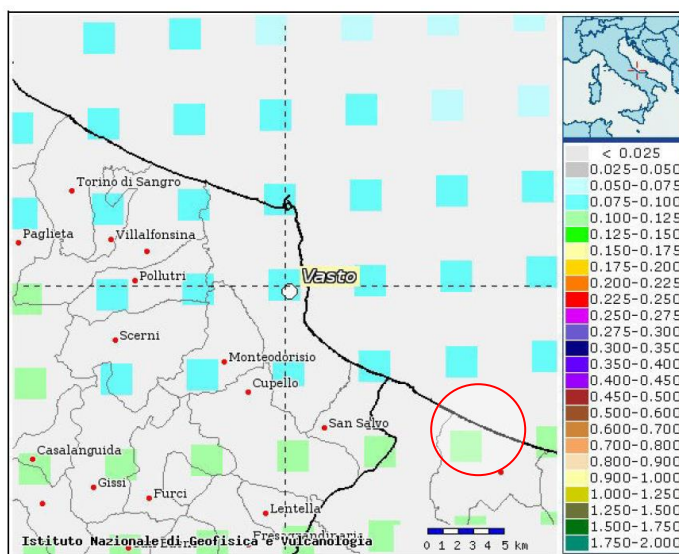 Torino di Sangro
Paglieta
Villalfonsina
Pollutri
Vasto
Scerni
Monteodorisio
Cupello
San Salvo
Casalanguida
Gissi
Furci
Lentella
Istituto Nazionale di Geofisica e Vulcanologia
0 1 2 3 4 5 km
< 0.025
0.025-0.050
0.050-0.075
0.075-0.100
0.100-0.125
0.125-0.150
0.150-0.175
0.175-0.200
0.200-0.225
0.225-0.250
0.250-0.275
0.275-0.300
0.300-0.350
0.350-0.400
0.400-0.450
0.450-0.500
0.500-0.600
0.600-0.700
0.700-0.800
0.800-0.900
0.900-1.000
1.000-1.250
1.250-1.500
1.500-1.750
1.750-2.000